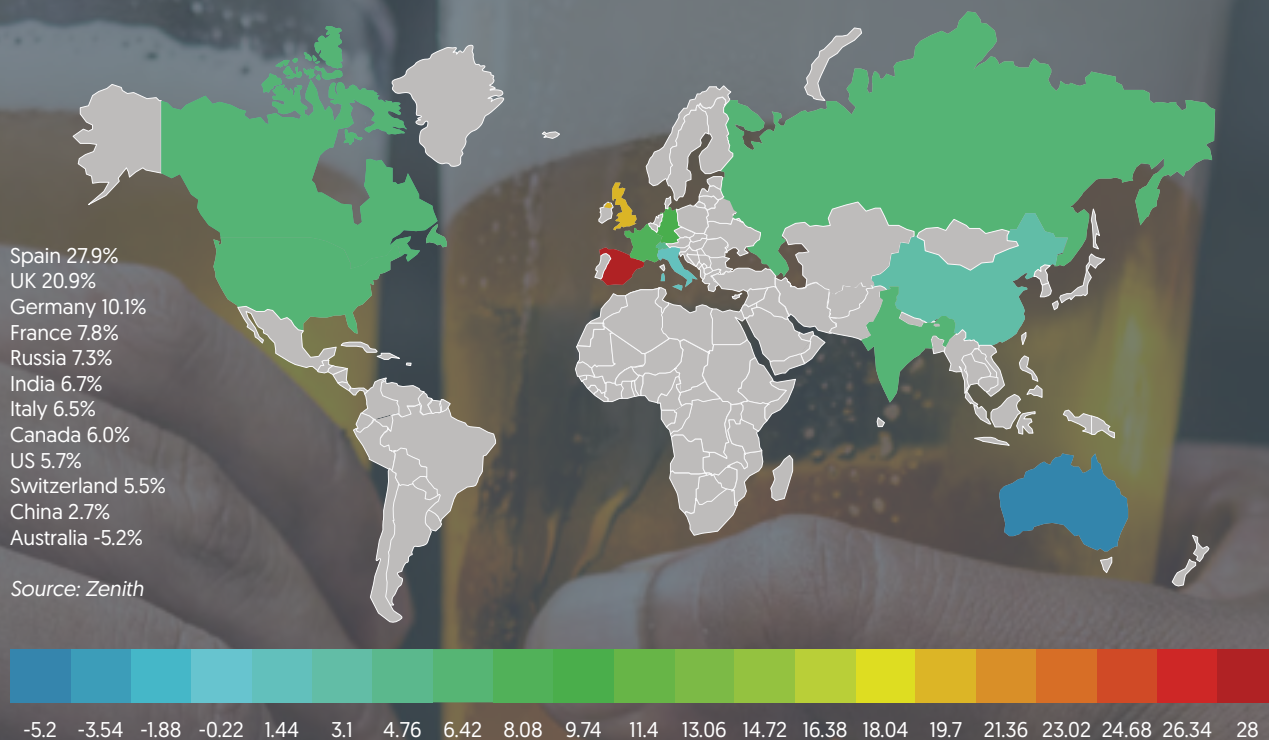 Spain 27.9%
UK 20.9%
Germany 10.1%
France 7.8%
Russia 7.3%
India 6.7%
Italy 6.5%
Canada 6.0%
US 5.7%
Switzerland 5.5%
China 2.7%
Australia -5.2%
Source: Zenith
-5.2 -3.54 -1.88 -0.22 1.44 3.1 4.76 6.42 8.08 9.74 11.4 13.06 14.72 16.38 18.04 19.7 21.36 23.02 24.68 26.34 28